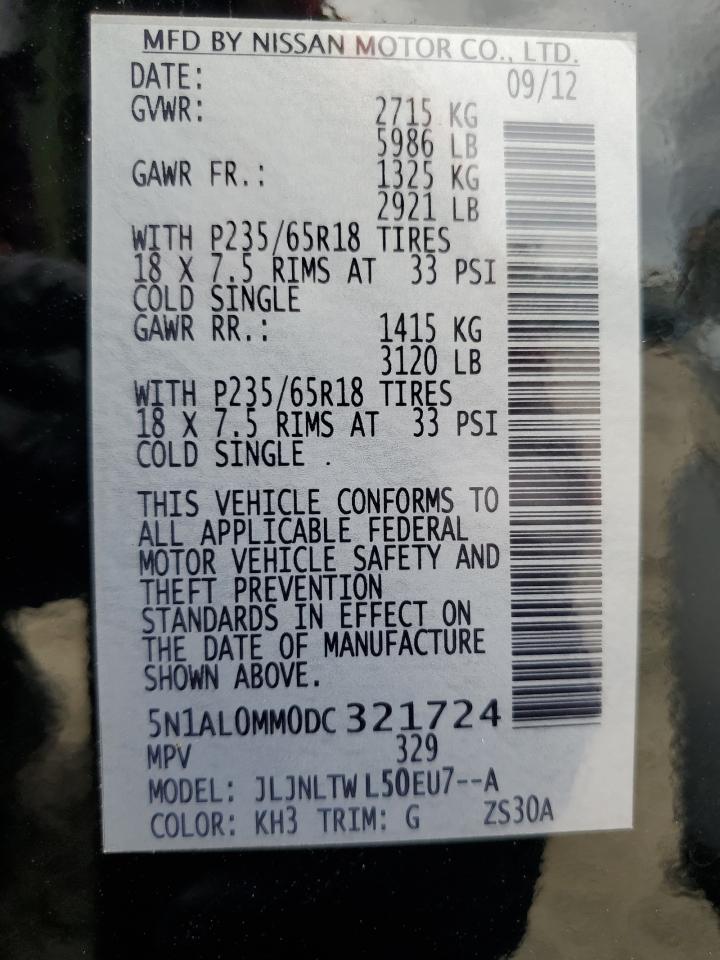 MFD BY NISSAN MOTOR CO., LTD.
DATE: 09/12
GVWR: 2715 KG
5986 LB
GAWR FR.: 1325 KG
2921 LB
WITH P235/65R18 TIRES
18 X 7.5 RIMS AT 33 PSI
COLD SINGLE
GAWR RR.: 1415 KG
3120 LB
WITH P235/65R18 TIRES
18 X 7.5 RIMS AT 33 PSI
COLD SINGLE .
THIS VEHICLE CONFORMS TO
ALL APPLICABLE FEDERAL
MOTOR VEHICLE SAFETY AND
THEFT PREVENTION
STANDARDS IN EFFECT ON
THE DATE OF MANUFACTURE
SHOWN ABOVE.
5N1AL0MM0DC 321724
MPV 329
MODEL: JLJNLTW L50EU7--A
COLOR: KH3 TRIM: G ZS30A